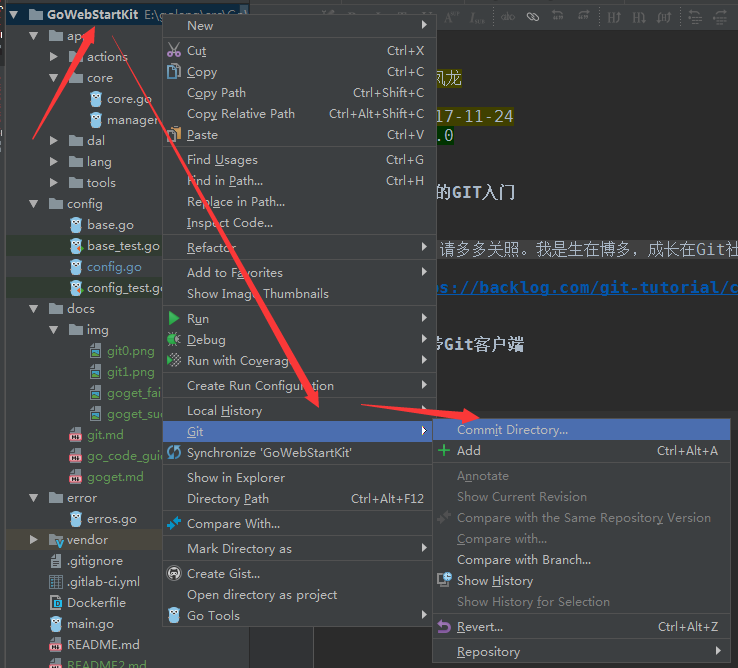 GoWebStartKit
New
actions
core
core.go
manager
dal
lang
tools
config
base.go
base_test.go
config.go
config_test.go
docs
img
git0.png
git1.png
goget_fai
goget_suc
git.md
go_code_guid
goget.md
error
erros.go
vendor
.gitignore
.gitlab-ci.yml
Dockerfile
main.go
README.md
README2.md
Cut Ctrl+X
Copy Ctrl+C
Copy Path Ctrl+Shift+C
Copy Relative Path Ctrl+Alt+Shift+C
Paste Ctrl+V
Find Usages Ctrl+G
Find in Path... Ctrl+H
Replace in Path...
Inspect Code...
Refactor
Add to Favorites
Show Image Thumbnails
Run
Debug
Run with Coverag
Create Run Configuration
Local History
Git
Synchronize 'GoWebStartKit'
Show in Explorer
Directory Path Ctrl+Alt+F12
Compare With...
Mark Directory as
Create Gist...
Open directory as project
Go Tools
风龙
17-11-24
.0
的GIT入门
请多多关照。我是生在博多，成长在Git社
s://backlog.com/git-tutorial/c
Git客户端
Commit Directory...
Add Ctrl+Alt+A
Annotate
Show Current Revision
Compare with the Same Repository Version
Compare with...
Compare with Branch...
Show History
Show History for Selection
Revert... Ctrl+Alt+Z
Repository